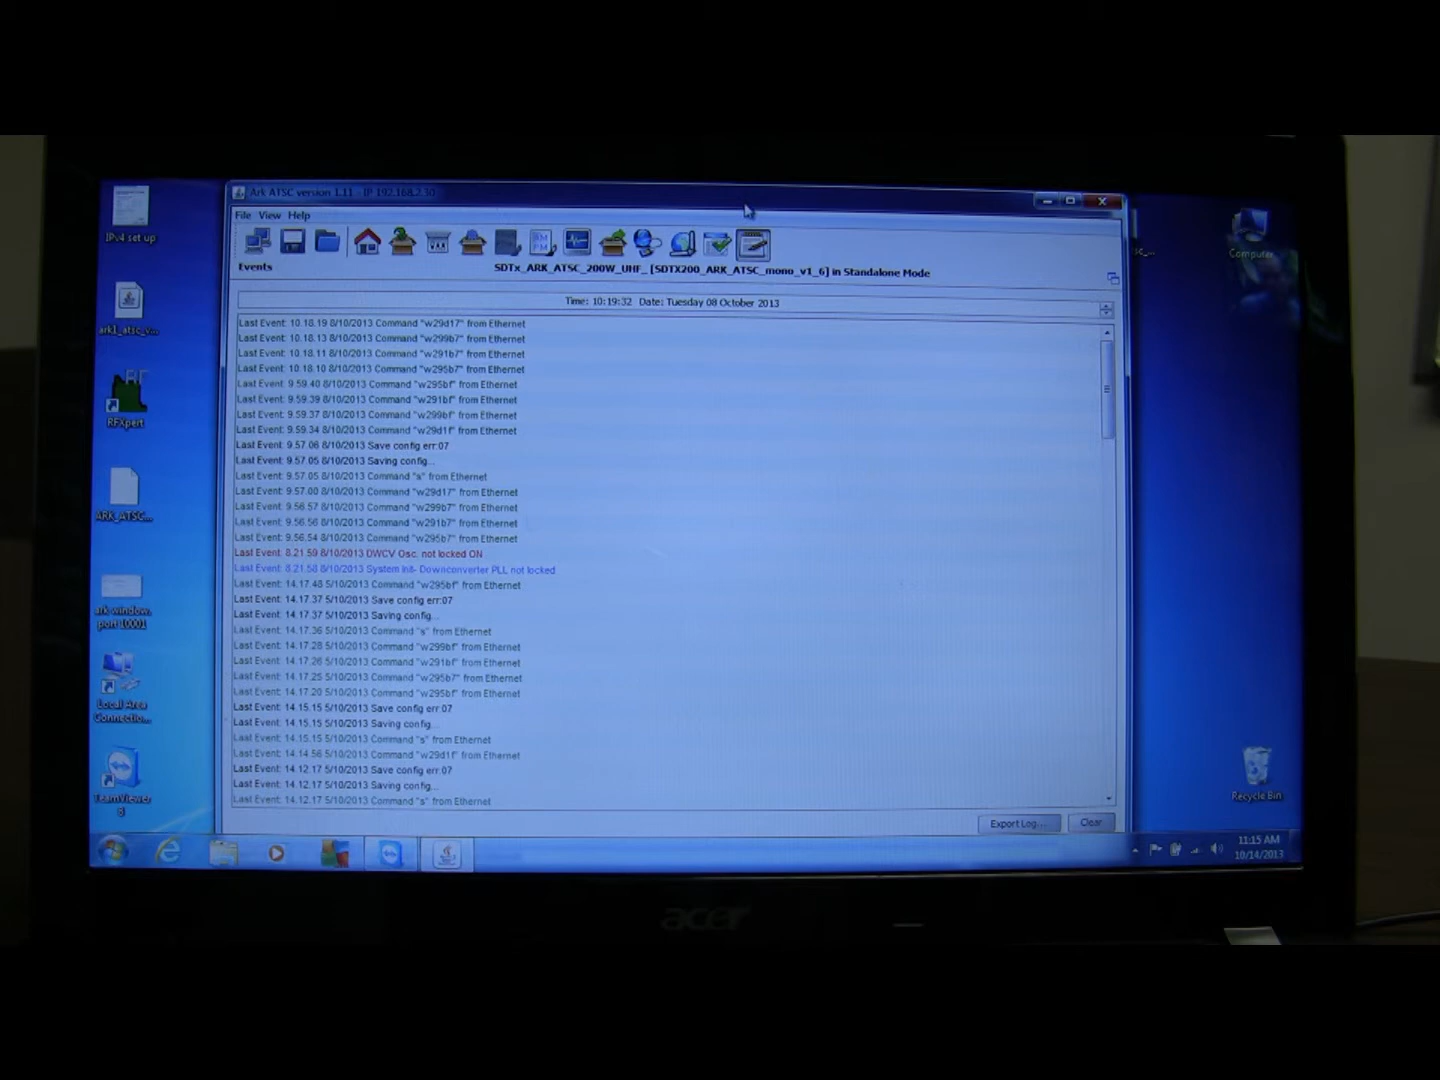 Ark ATSC version 1.11 - IP 192.168.2.30
File View Help
Events
SDTx_ARK_ATSC_200W_UHF_ [SDTX200_ARK_ATSC_mono_v1_6] in Standalone Mode
Time: 10:19:32 Date: Tuesday 08 October 2013
Last Event: 10.18.19 8/10/2013 Command "w29d17" from Ethernet
Last Event: 10.18.13 8/10/2013 Command "w299b7" from Ethernet
Last Event: 10.18.11 8/10/2013 Command "w291b7" from Ethernet
Last Event: 10.18.10 8/10/2013 Command "w295b7" from Ethernet
Last Event: 9.59.40 8/10/2013 Command "w295bf" from Ethernet
Last Event: 9.59.39 8/10/2013 Command "w291bf" from Ethernet
Last Event: 9.59.37 8/10/2013 Command "w299bf" from Ethernet
Last Event: 9.59.34 8/10/2013 Command "w29d1f" from Ethernet
Last Event: 9.57.06 8/10/2013 Save config err:07
Last Event: 9.57.05 8/10/2013 Saving config...
Last Event: 9.57.05 8/10/2013 Command "s" from Ethernet
Last Event: 9.57.00 8/10/2013 Command "w29d17" from Ethernet
Last Event: 9.56.57 8/10/2013 Command "w299b7" from Ethernet
Last Event: 9.56.56 8/10/2013 Command "w291b7" from Ethernet
Last Event: 9.56.54 8/10/2013 Command "w295b7" from Ethernet
Last Event: 8.21.59 8/10/2013 DWCV Osc. not locked ON
Last Event: 8.21.58 8/10/2013 System Init- Downconverter PLL not locked
Last Event: 14.17.48 5/10/2013 Command "w295bf" from Ethernet
Last Event: 14.17.37 5/10/2013 Save config err:07
Last Event: 14.17.37 5/10/2013 Saving config...
Last Event: 14.17.36 5/10/2013 Command "s" from Ethernet
Last Event: 14.17.28 5/10/2013 Command "w299bf" from Ethernet
Last Event: 14.17.26 5/10/2013 Command "w291bf" from Ethernet
Last Event: 14.17.25 5/10/2013 Command "w295b7" from Ethernet
Last Event: 14.17.20 5/10/2013 Command "w295bf" from Ethernet
Last Event: 14.15.15 5/10/2013 Save config err:07
Last Event: 14.15.15 5/10/2013 Saving config...
Last Event: 14.15.15 5/10/2013 Command "s" from Ethernet
Last Event: 14.14.56 5/10/2013 Command "w29d1f" from Ethernet
Last Event: 14.12.17 5/10/2013 Save config err:07
Last Event: 14.12.17 5/10/2013 Saving config...
Last Event: 14.12.17 5/10/2013 Command "s" from Ethernet
Export Log... Clear
IPv4 set up
ark1_atsc_v...
RF
RFXpert
ARK_ATSC...
ark window,
port 10001
Local Area
Connectio...
TeamViewer
8
Computer
Recycle Bin
11:15 AM
10/14/2013
acer